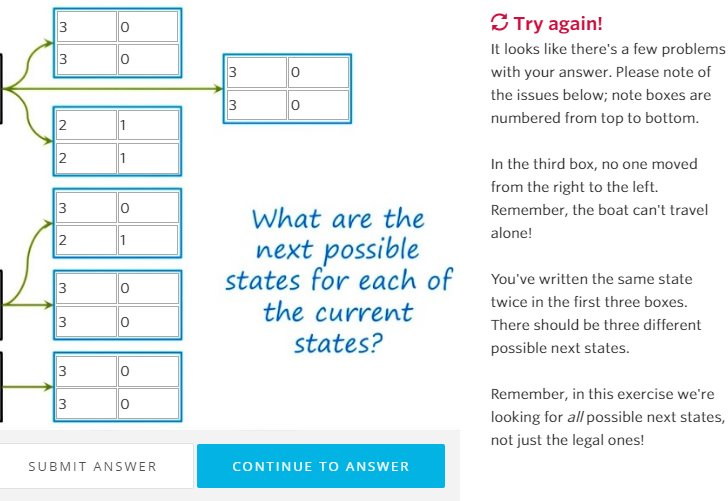 3 0
3 0
3 0
3 0
2 1
2 1
3 0
2 1
3 0
3 0
3 0
3 0
What are the
next possible
states for each of
the current
states?
SUBMIT ANSWER
CONTINUE TO ANSWER
Try again!
It looks like there's a few problems
with your answer. Please note of
the issues below; note boxes are
numbered from top to bottom.
In the third box, no one moved
from the right to the left.
Remember, the boat can't travel
alone!
You've written the same state
twice in the first three boxes.
There should be three different
possible next states.
Remember, in this exercise we're
looking for all possible next states,
not just the legal ones!